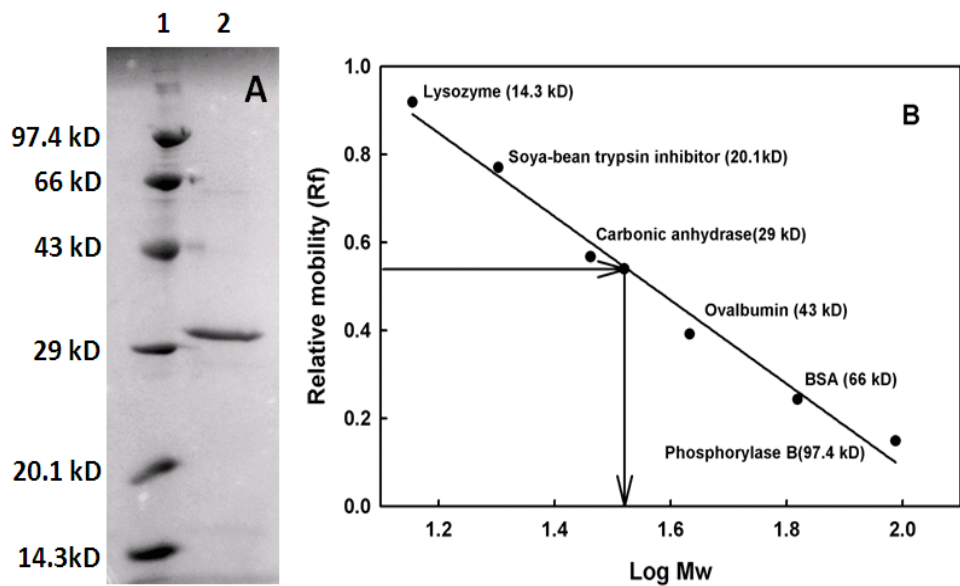 1 2
A
97.4 kD
66 kD
43 kD
29 kD
20.1 kD
14.3kD
B
Relative mobility (Rf)
1.0
0.8
0.6
0.4
0.2
0.0
Lysozyme (14.3 kD)
Soya-bean trypsin inhibitor (20.1kD)
Carbonic anhydrase(29 kD)
Ovalbumin (43 kD)
BSA (66 kD)
Phosphorylase B(97.4 kD)
1.2 1.4 1.6 1.8 2.0
Log Mw